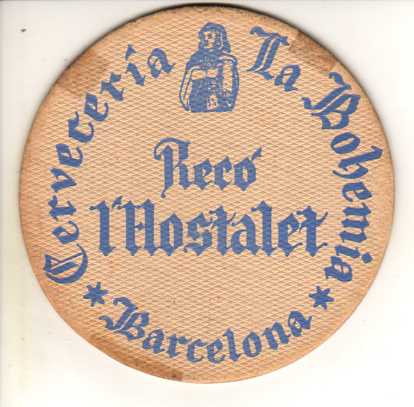 Cervecería La Bohemia
Recó
l'Mostalet
* Barcelona *